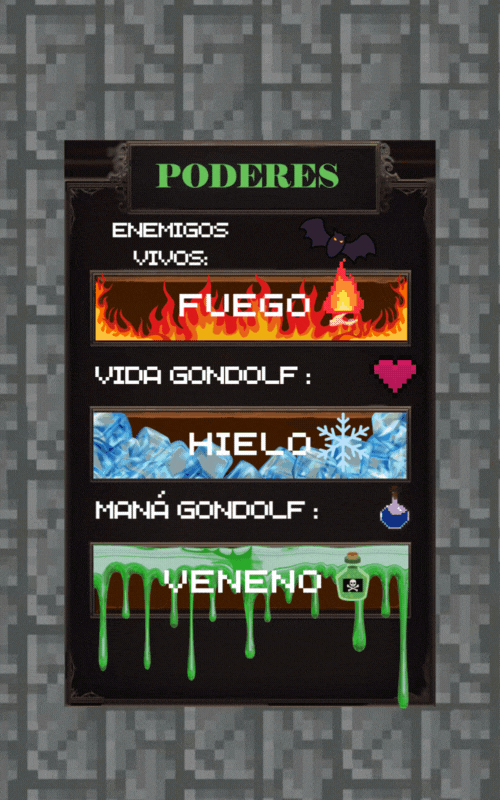 PODERES
ENEMIGOS
VIVOS:
FUEGO
VIDA GONDOLF :
HIELO
MANÁ GONDOLF :
VENENO